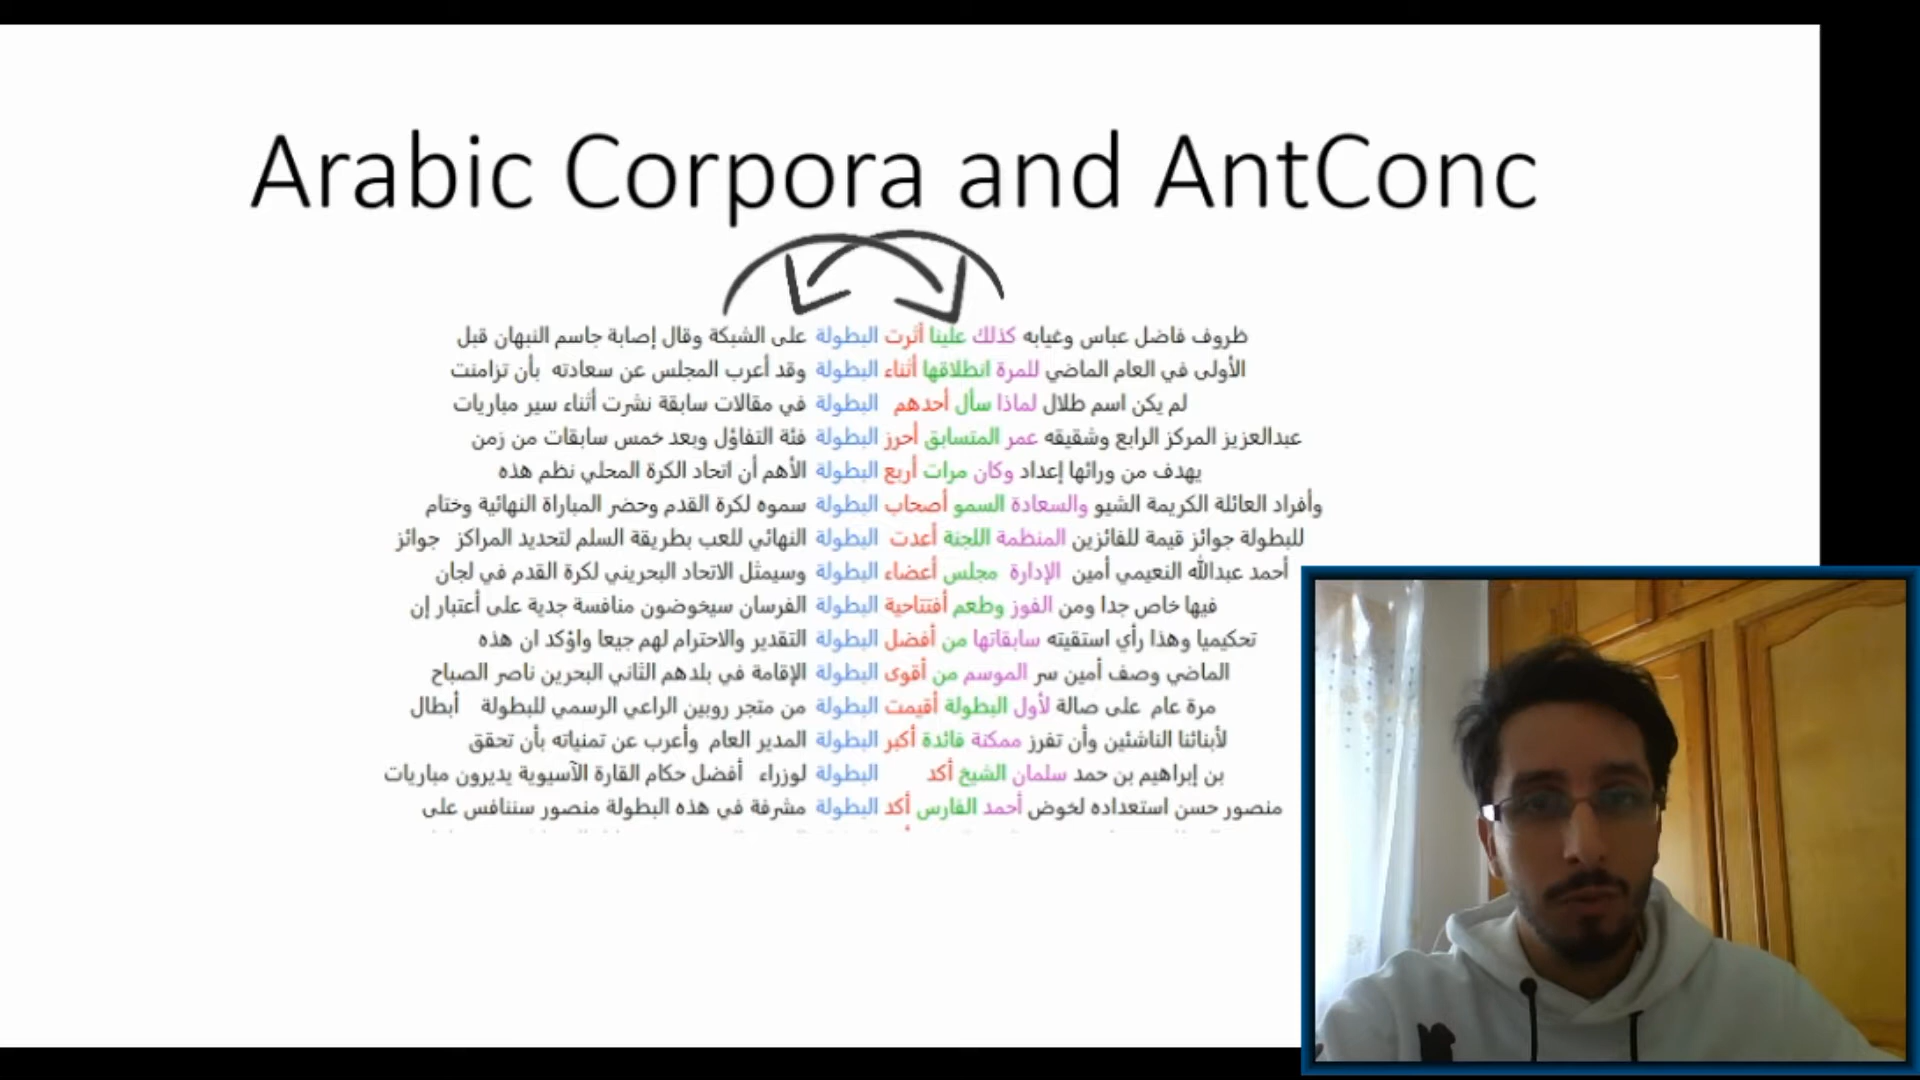 Arabic Corpora and AntConc
ظروف فاضل عباس وغيابه كذلك علينا أثرت البطولة على الشبكة وقال إصابة جاسم النبهان قبل
الأولى في العام الماضي للمرة انطلاقها أثناء البطولة وقد أعرب المجلس عن سعادته بأن تزامنت
لم يكن اسم طلال لماذا سأل أحدهم البطولة في مقالات سابقة نشرت أثناء سير مباريات
عبدالعزيز المركز الرابع وشقيقه عمر المتسابق أحرز البطولة فئة التفاؤل وبعد خمس سابقات من زمن
يهدف من ورائها إعداد وكان مرات أربع البطولة الأهم أن اتحاد الكرة المحلي نظم هذه
وأفراد العائلة الكريمة الشيو والسعادة السمو أصحاب البطولة سموه لكرة القدم وحضر المباراة النهائية وختام
للبطولة جوائز قيمة للفائزين المنظمة اللجنة أعدت البطولة النهائي للعب بطريقة السلم لتحديد المراكز جوائز
أحمد عبدالله النعيمي أمين الإدارة مجلس أعضاء البطولة وسيمثل الاتحاد البحريني لكرة القدم في لجان
فيها خاص جدا ومن الفوز وطعم أفتتاحية البطولة الفرسان سيخوضون منافسة جدية على أعتبار إن
تحكيميا وهذا رأي استقيته سابقاتها من أفضل البطولة التقدير والاحترام لهم جيعا واؤكد ان هذه
الماضي وصف أمين سر الموسم من أقوى البطولة الإقامة في بلدهم الثاني البحرين ناصر الصباح
مرة عام على صالة لأول البطولة أقيمت البطولة من متجر روبين الراعي الرسمي للبطولة أبطال
لأبنائنا الناشئين وأن تفرز ممكنة فائدة أكبر البطولة المدير العام وأعرب عن تمنياته بأن تحقق
بن إبراهيم بن حمد سلمان الشيخ أكد البطولة لوزراء أفضل حكام القارة الآسيوية يديرون مباريات
منصور حسن استعداده لخوض أحمد الفارس أكد البطولة مشرفة في هذه البطولة منصور سننافس على